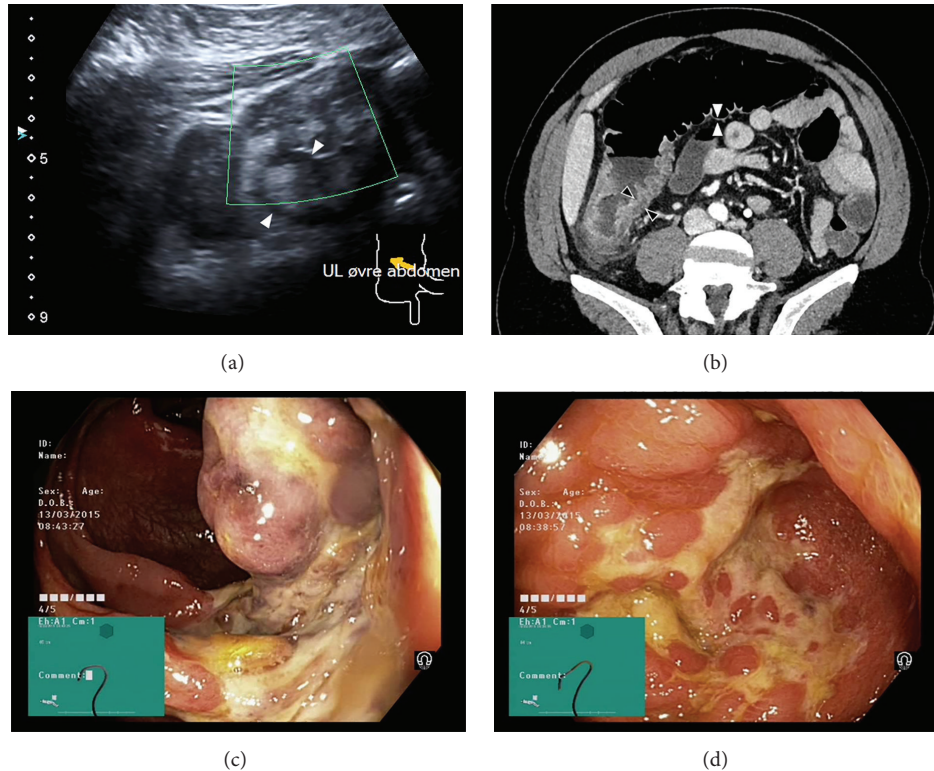 5
9
UL øvre abdomen
(a)
(b)
ID:
Name:
Sex: Age:
D.O.B.:
13/03/2015
08:43:27
4/5
Eh:A1 Cm:1
Comment:
(c)
ID:
Nam
Sex: Age:
D.O.B.:
13/03/2015
08:38:57
4/5
Eh:A1 Cm:1
Comment:
(d)